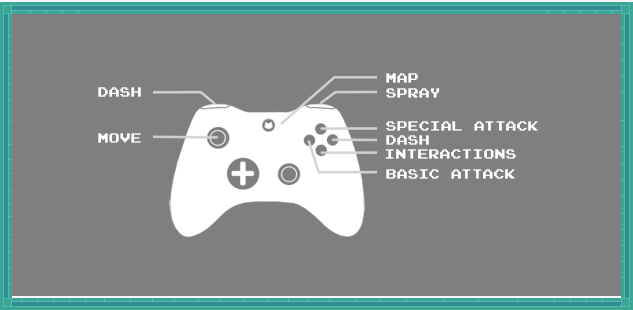 DASH
MOVE
MAP
SPRAY
SPECIAL ATTACK
DASH
INTERACTIONS
BASIC ATTACK